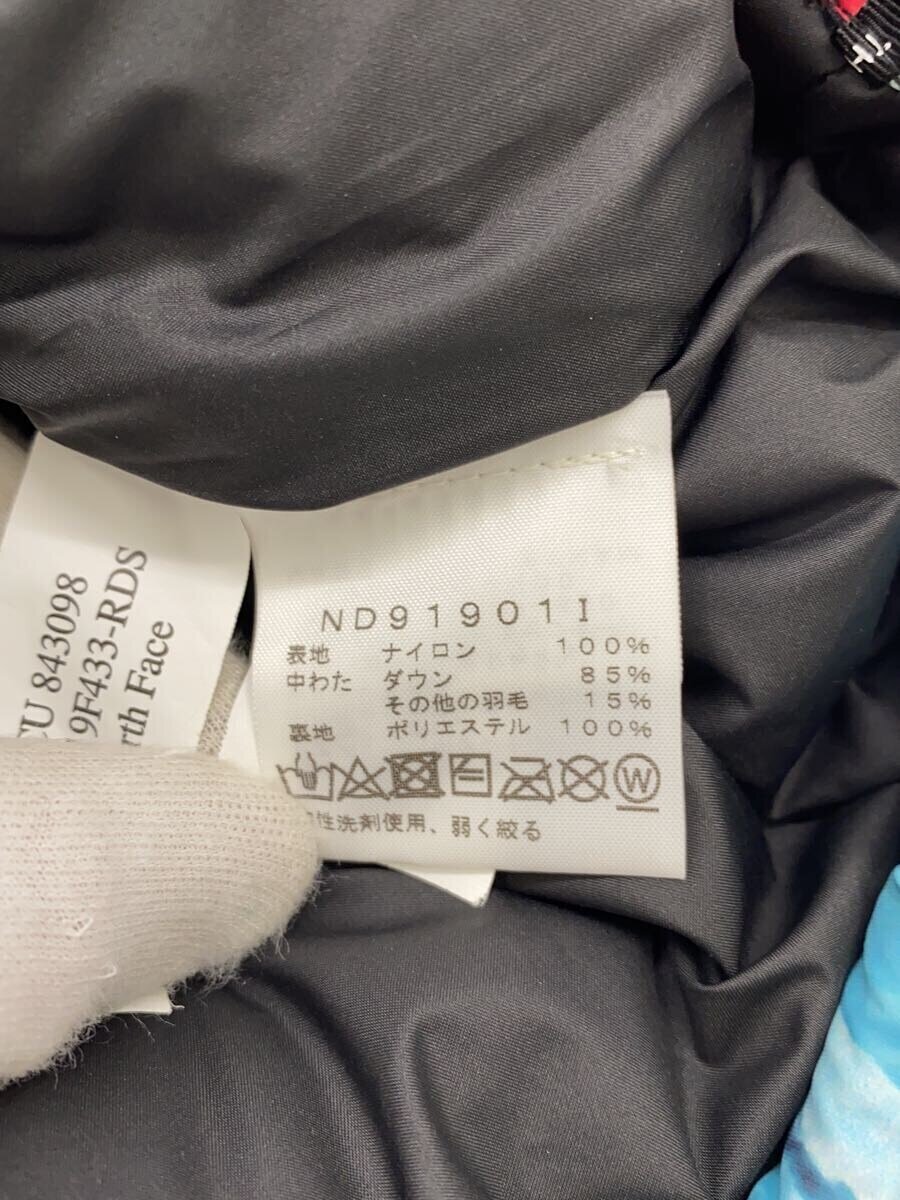 ND91901I
表地 ナイロン 100%
中わた ダウン 85%
その他の羽毛 15%
裏地 ポリエステル 100%
W
性洗剤使用、弱く絞る
CU 843098
9F433-RDS
rth Face